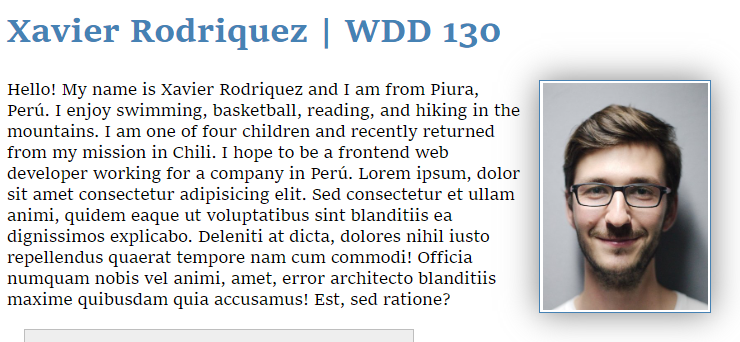 Xavier Rodriquez | WDD 130
Hello! My name is Xavier Rodriquez and I am from Piura,
Perú. I enjoy swimming, basketball, reading, and hiking in the
mountains. I am one of four children and recently returned
from my mission in Chili. I hope to be a frontend web
developer working for a company in Perú. Lorem ipsum, dolor
sit amet consectetur adipisicing elit. Sed consectetur et ullam
animi, quidem eaque ut voluptatibus sint blanditiis ea
dignissimos explicabo. Deleniti at dicta, dolores nihil iusto
repellendus quaerat tempore nam cum commodi! Officia
numquam nobis vel animi, amet, error architecto blanditiis
maxime quibusdam quia accusamus! Est, sed ratione?